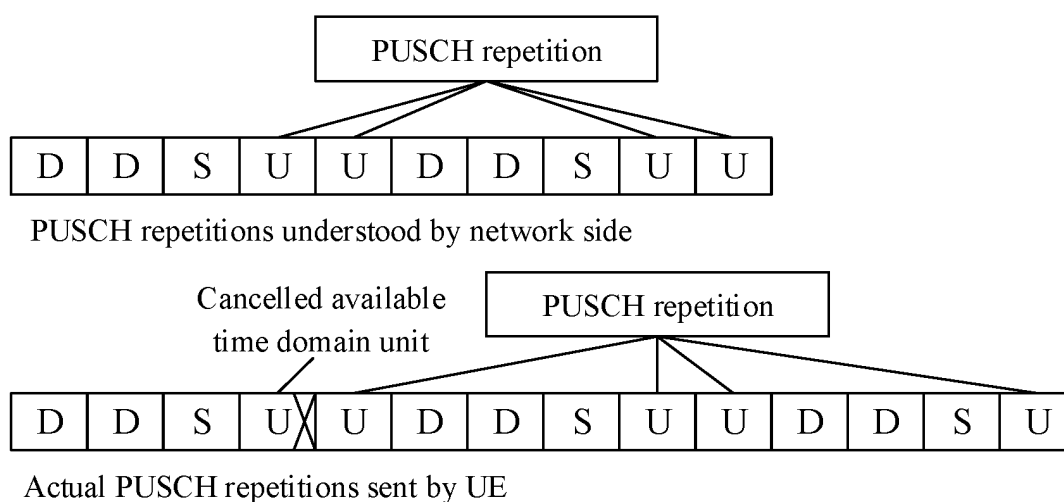 PUSCH repetition
D D S U U D D S U U
PUSCH repetitions understood by network side
Cancelled available
time domain unit
PUSCH repetition
D D S U U D D S U U D D S U
Actual PUSCH repetitions sent by UE